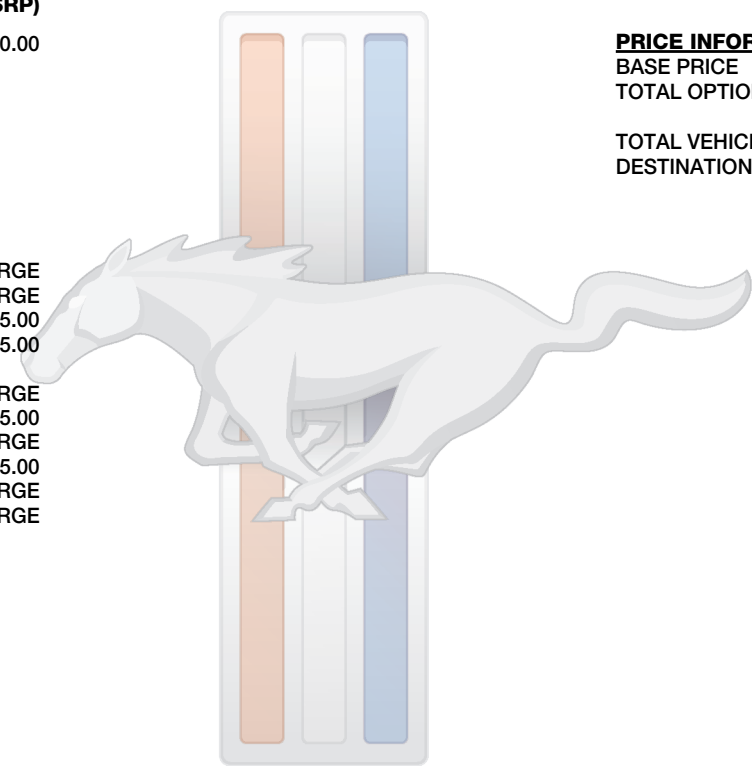 SRP)
0.00
RGE
RGE
5.00
5.00
RGE
5.00
RGE
5.00
RGE
RGE
PRICE INFOR
BASE PRICE
TOTAL OPTIO
TOTAL VEHIC
DESTINATION